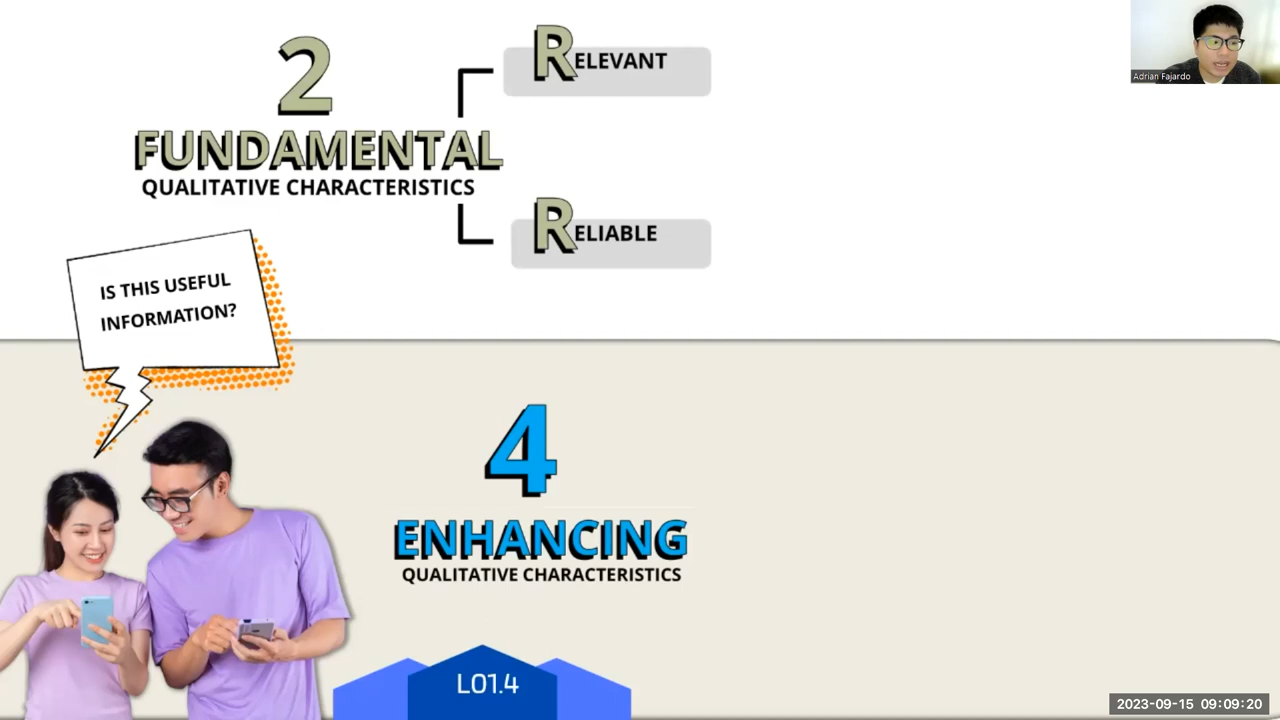 2
FUNDAMENTAL
QUALITATIVE CHARACTERISTICS
RELEVANT
RELIABLE
IS THIS USEFUL
INFORMATION?
4
ENHANCING
QUALITATIVE CHARACTERISTICS
LO1.4
Adrian Fajardo
2023-09-15 09:09:20